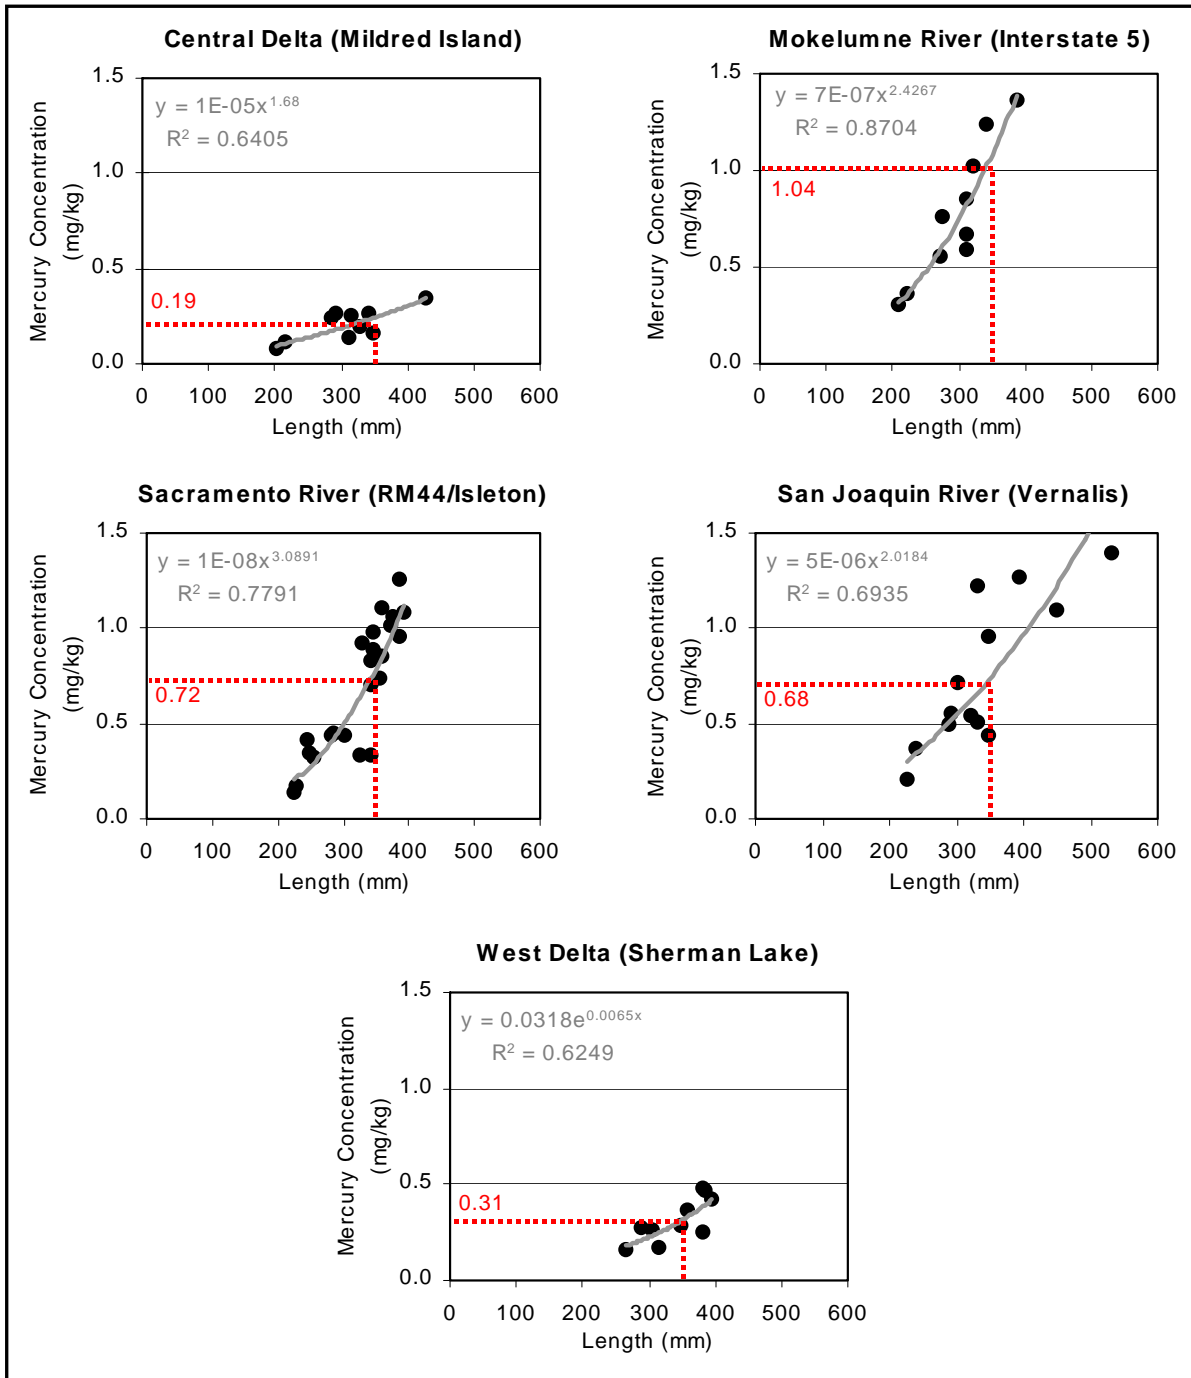 Central Delta (Mildred Island)
Mercury Concentration
(mg/kg)
y = 1E-05x^1.68
R² = 0.6405
1.5
1.0
0.5
0.0
0.19
0 100 200 300 400 500 600
Length (mm)
Mokelumne River (Interstate 5)
Mercury Concentration
(mg/kg)
y = 7E-07x^2.4267
R² = 0.8704
1.5
1.0
0.5
0.0
1.04
0 100 200 300 400 500 600
Length (mm)
Sacramento River (RM44/Isleton)
Mercury Concentration
(mg/kg)
y = 1E-08x^3.0891
R² = 0.7791
1.5
1.0
0.5
0.0
0.72
0 100 200 300 400 500 600
Length (mm)
San Joaquin River (Vernalis)
Mercury Concentration
(mg/kg)
y = 5E-06x^2.0184
R² = 0.6935
1.5
1.0
0.5
0.0
0.68
0 100 200 300 400 500 600
Length (mm)
West Delta (Sherman Lake)
Mercury Concentration
(mg/kg)
y = 0.0318e^0.0065x
R² = 0.6249
1.5
1.0
0.5
0.0
0.31
0 100 200 300 400 500 600
Length (mm)